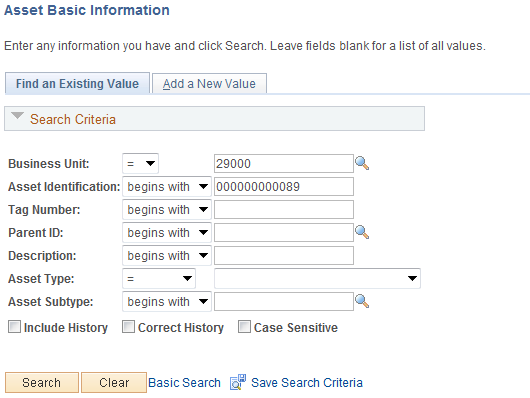 Asset Basic Information
Enter any information you have and click Search. Leave fields blank for a list of all values.
Find an Existing Value Add a New Value
Search Criteria
Business Unit: = 29000
Asset Identification: begins with 000000000089
Tag Number: begins with
Parent ID: begins with
Description: begins with
Asset Type: =
Asset Subtype: begins with
Include History Correct History Case Sensitive
Search Clear Basic Search Save Search Criteria